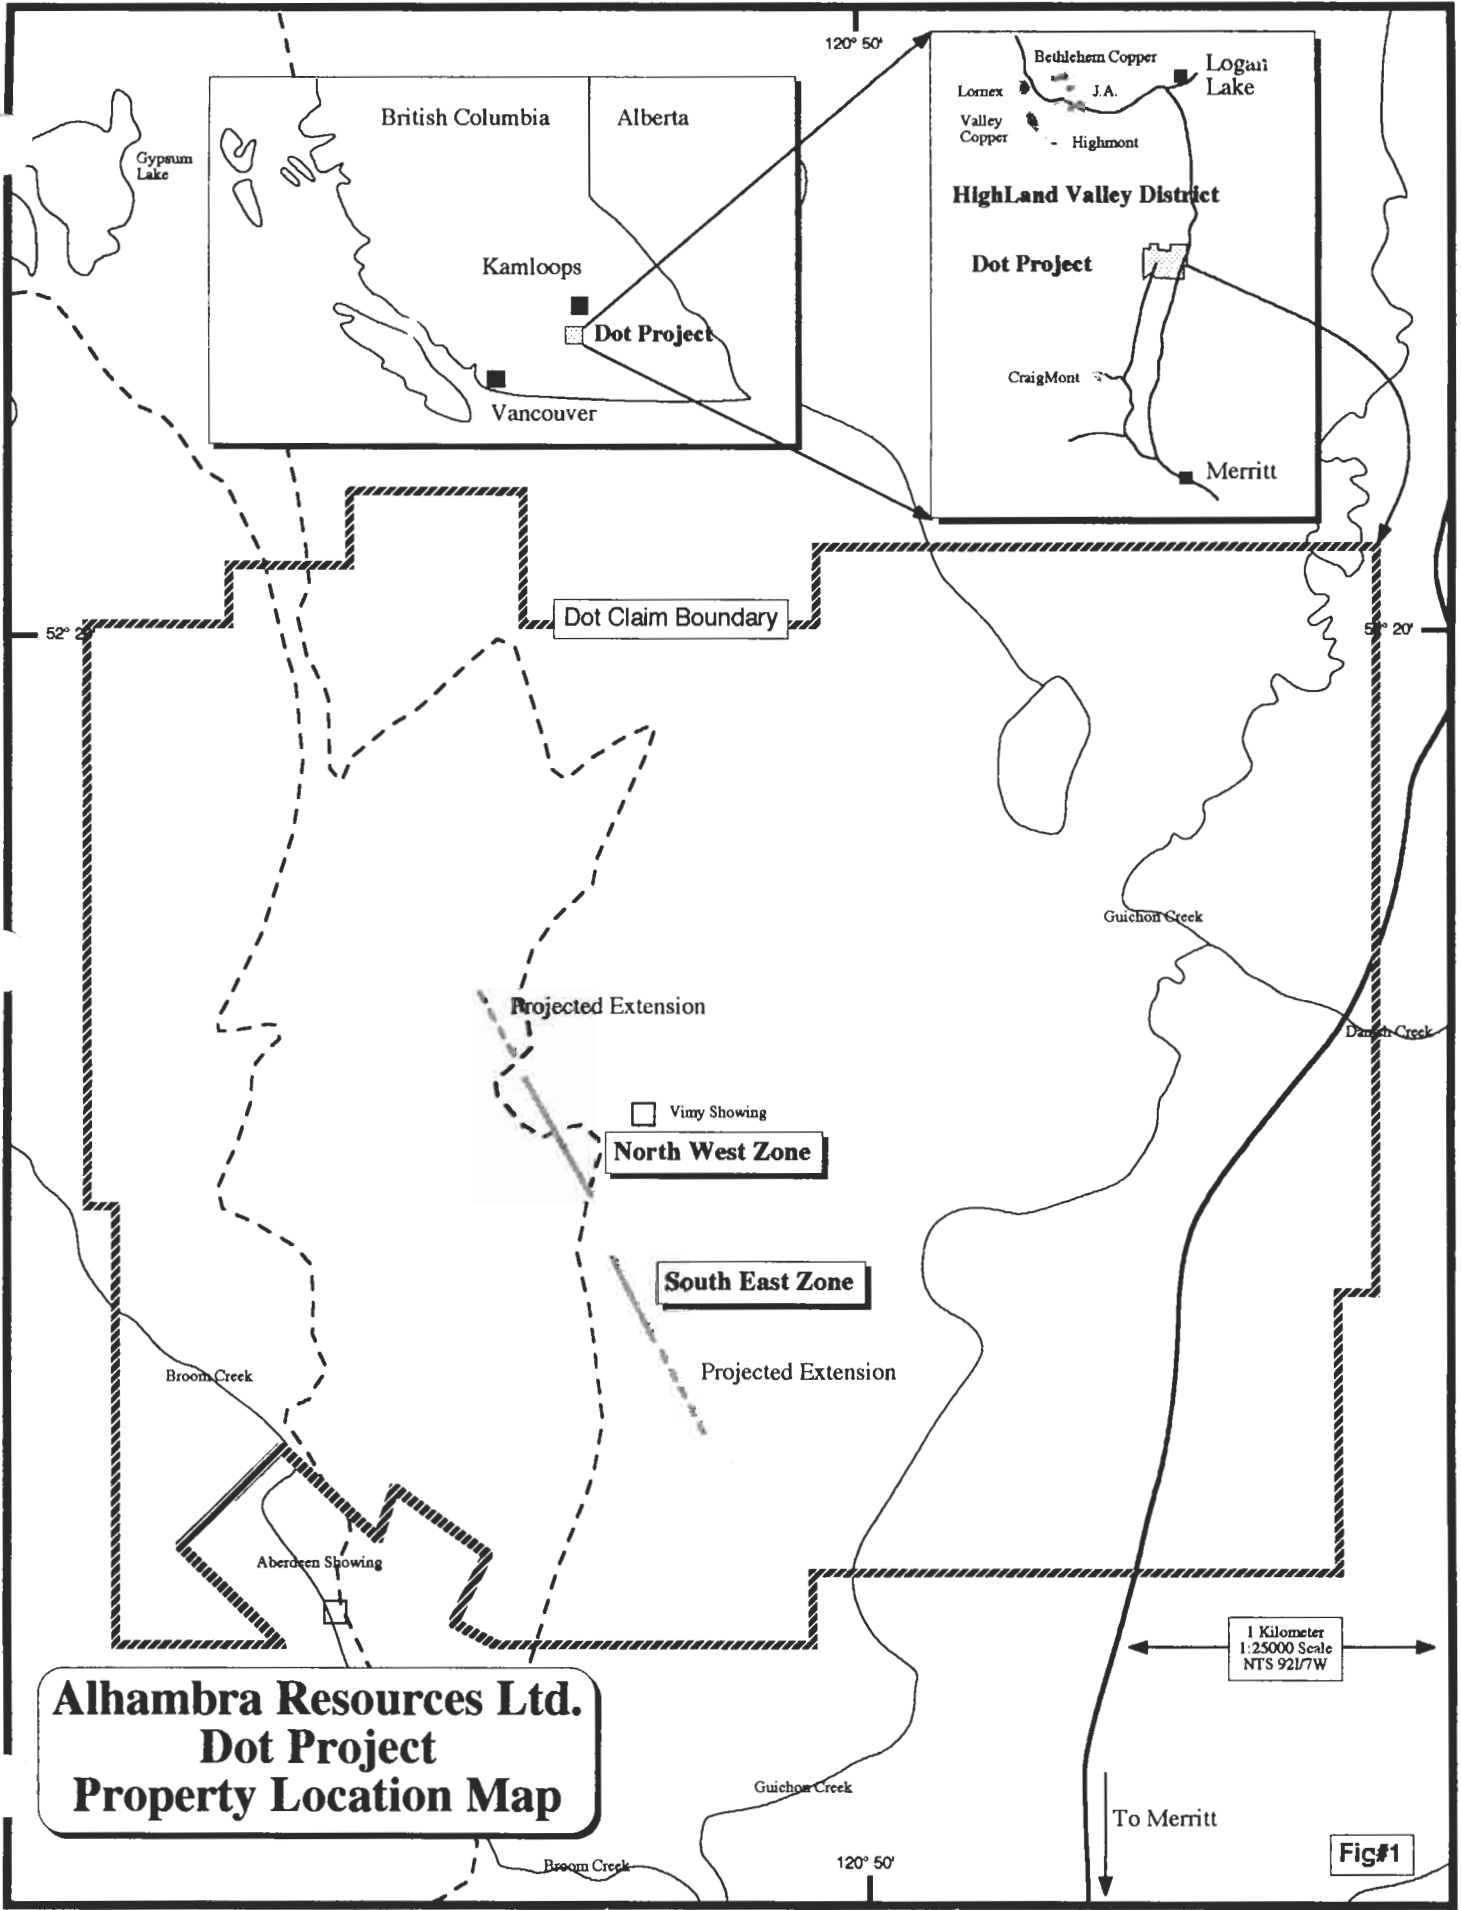 120° 50'
Bethlehem Copper
Logan
Lake
Lornex
J.A.
Valley
Copper
Highmont
HighLand Valley District
Dot Project
CraigMont
Merritt
British Columbia
Alberta
Kamloops
Dot Project
Vancouver
Gypsum
Lake
Dot Claim Boundary
52° 20'
20'
Guichon Creek
Projected Extension
Creek
Vimy Showing
North West Zone
South East Zone
Projected Extension
Broom Creek
Aberdeen Showing
1 Kilometer
1:25000 Scale
NTS 92I/7W
Alhambra Resources Ltd.
Dot Project
Property Location Map
Guichon Creek
To Merritt
Broom Creek
120° 50'
Fig#1